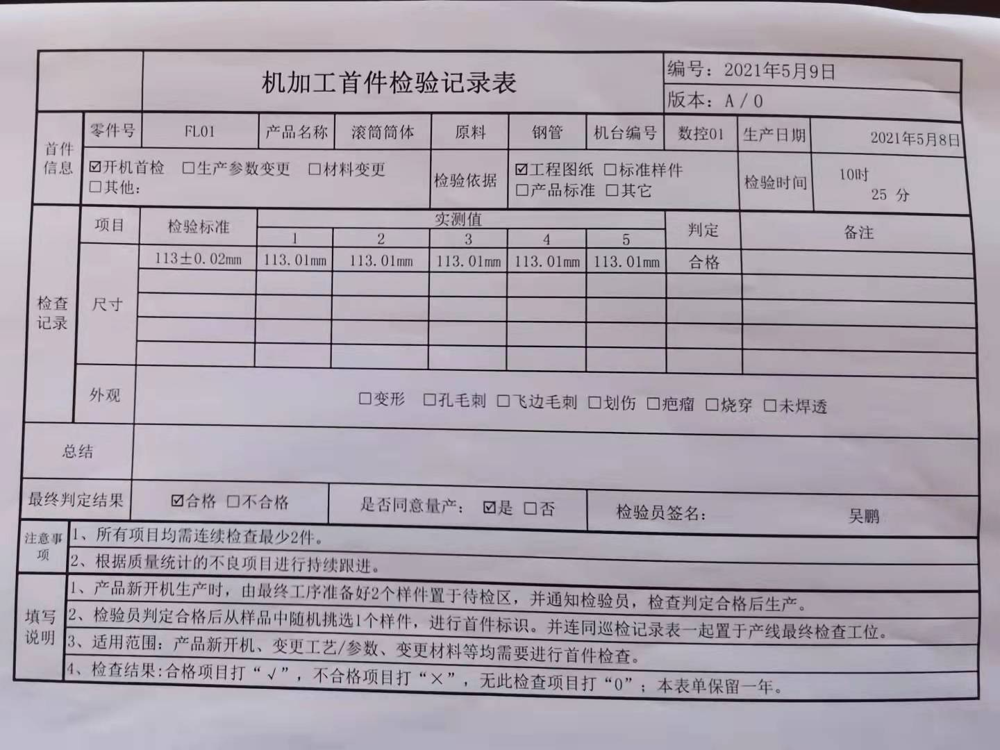 机加工首件检验记录表
编号：2021年5月9日
版本：A／0
首件信息
零件号 FL01 产品名称 滚筒筒体 原料 钢管 机台编号 数控01 生产日期 2021年5月8日
☑开机首检 □生产参数变更 □材料变更
□其他：
检验依据
☑工程图纸 □标准样件
□产品标准 □其它
检验时间
10时
25 分
检查记录
项目 检验标准 实测值 判定 备注
1 2 3 4 5
尺寸
113±0.02mm 113.01mm 113.01mm 113.01mm 113.01mm 113.01mm 合格
外观 □变形 □孔毛刺 □飞边毛刺 □划伤 □疤瘤 □烧穿 □未焊透
总结
最终判定结果 ☑合格 □不合格 是否同意量产： ☑是 □否 检验员签名： 吴鹏
注意事项
1、所有项目均需连续检查最少2件。
2、根据质量统计的不良项目进行持续跟进。
填写说明
1、产品新开机生产时，由最终工序准备好2个样件置于待检区，并通知检验员，检查判定合格后生产。
2、检验员判定合格后从样品中随机挑选1个样件，进行首件标识。并连同巡检记录表一起置于产线最终检查工位。
3、适用范围：产品新开机、变更工艺/参数、变更材料等均需要进行首件检查。
4、检查结果:合格项目打“√”，不合格项目打“×”，无此检查项目打“0”；本表单保留一年。